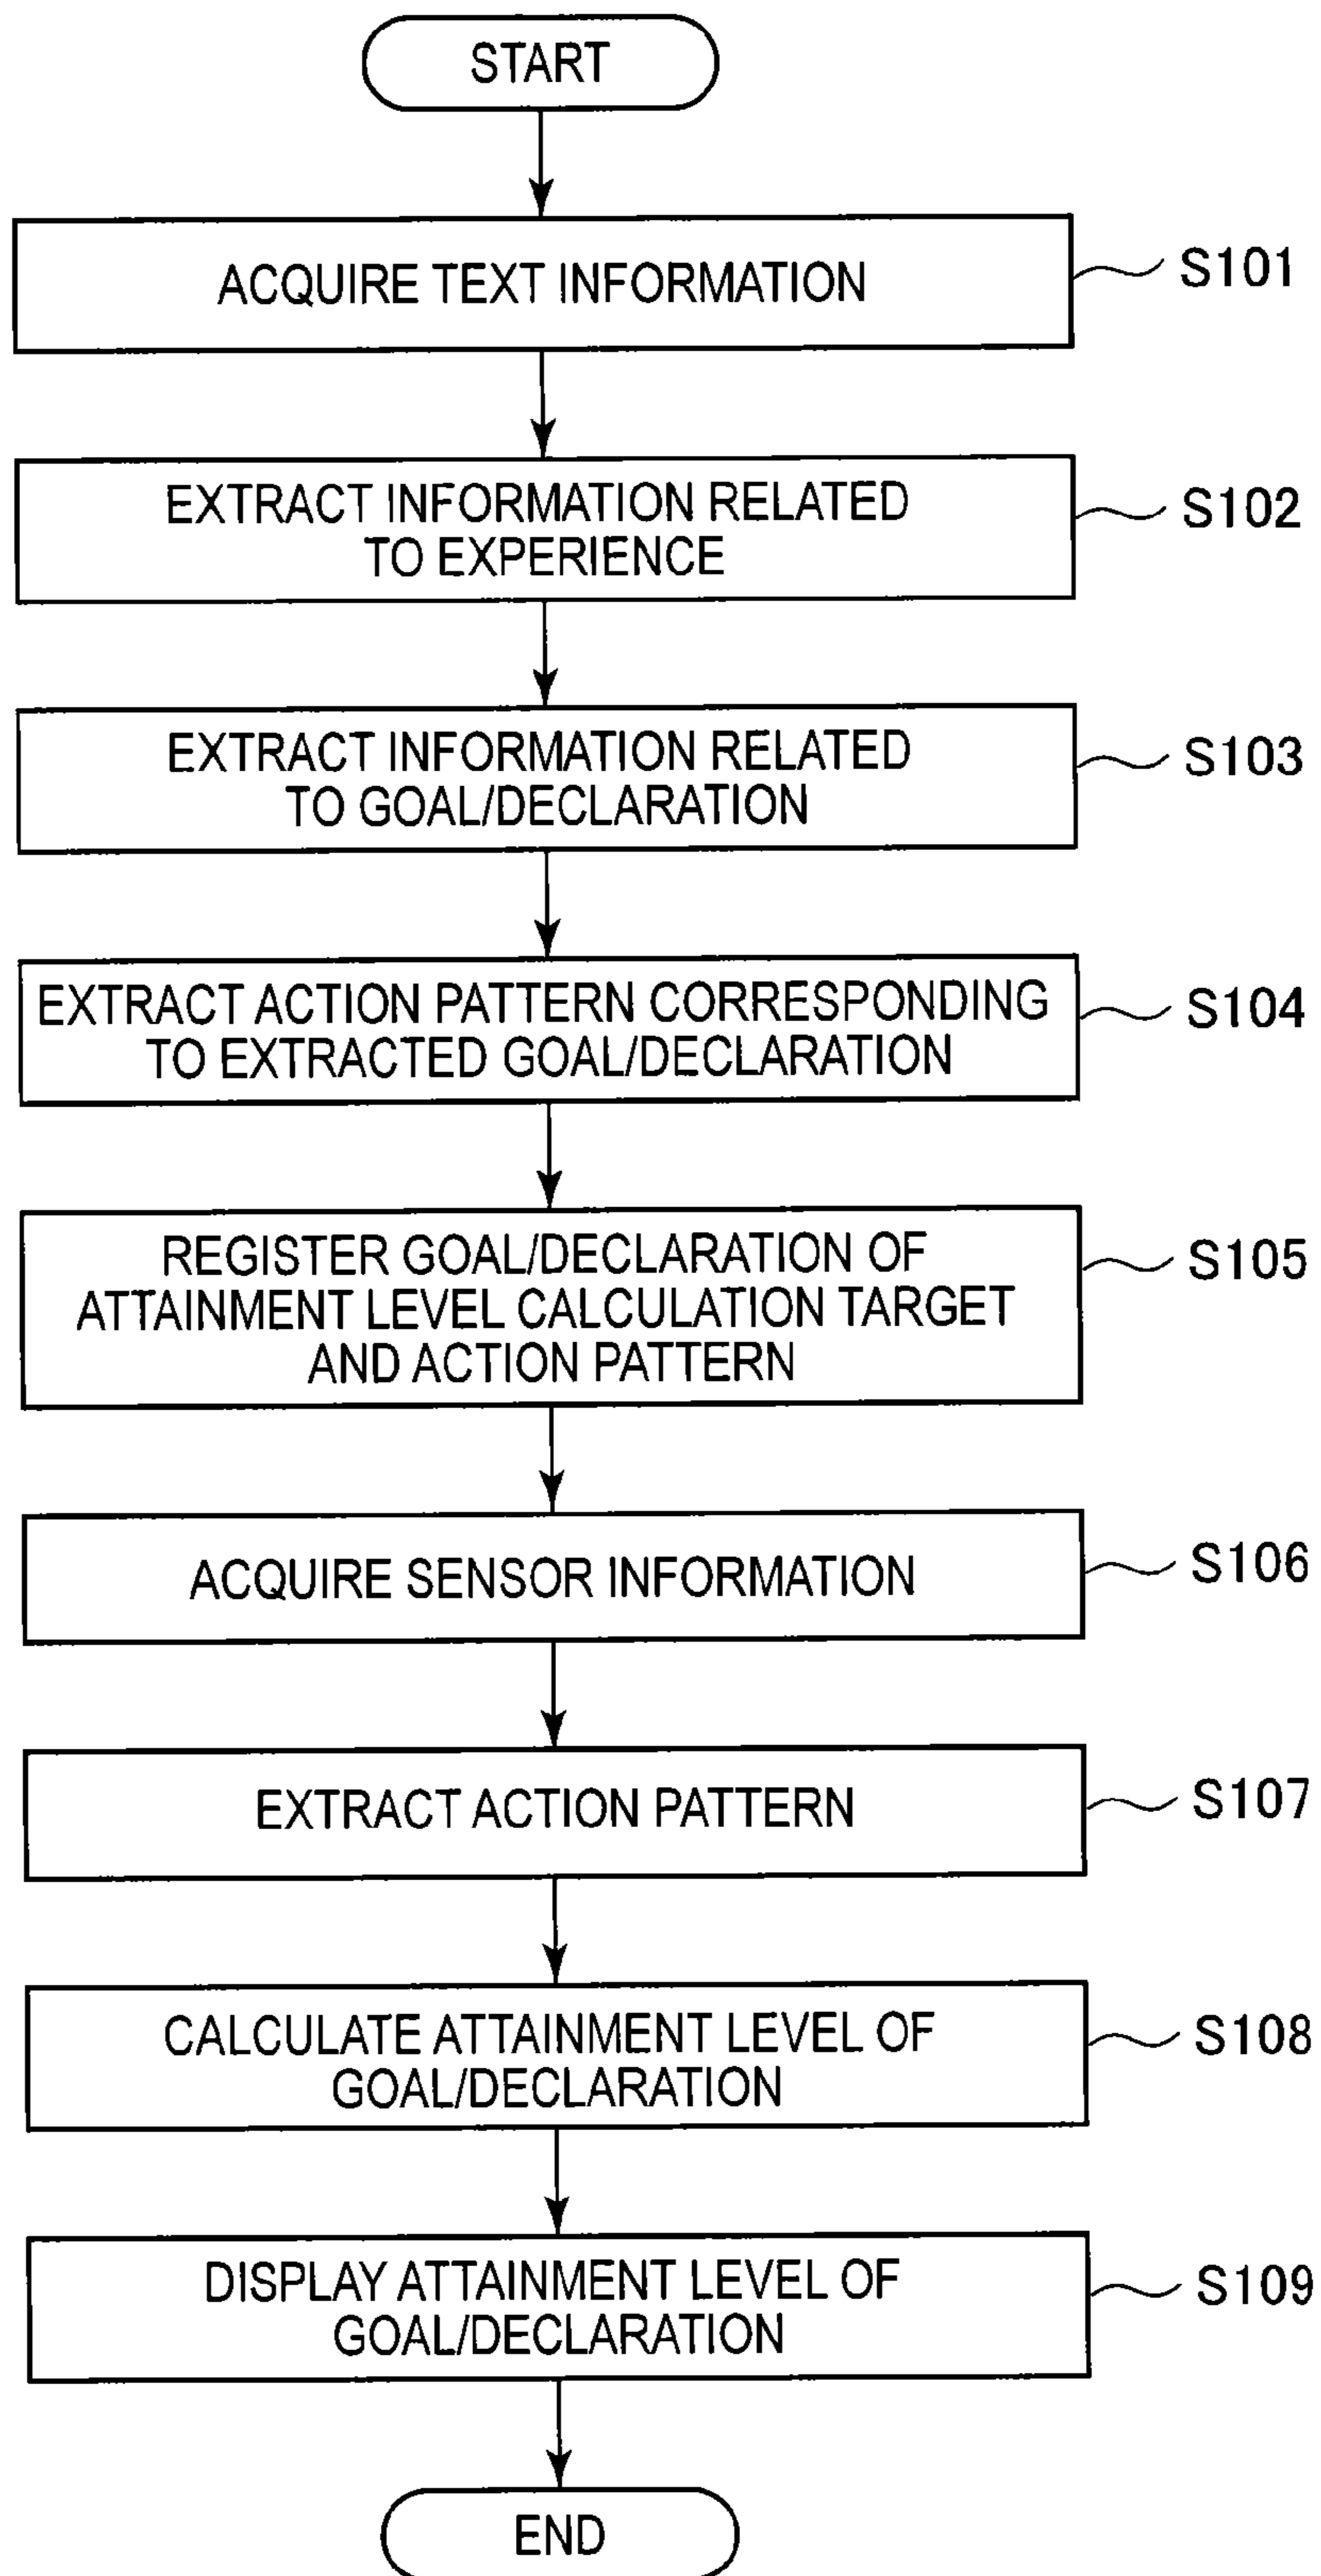 START
ACQUIRE TEXT INFORMATION
S101
EXTRACT INFORMATION RELATED
TO EXPERIENCE
S102
EXTRACT INFORMATION RELATED
TO GOAL/DECLARATION
S103
EXTRACT ACTION PATTERN CORRESPONDING
TO EXTRACTED GOAL/DECLARATION
S104
REGISTER GOAL/DECLARATION OF
ATTAINMENT LEVEL CALCULATION TARGET
AND ACTION PATTERN
S105
ACQUIRE SENSOR INFORMATION
S106
EXTRACT ACTION PATTERN
S107
CALCULATE ATTAINMENT LEVEL OF
GOAL/DECLARATION
S108
DISPLAY ATTAINMENT LEVEL OF
GOAL/DECLARATION
S109
END